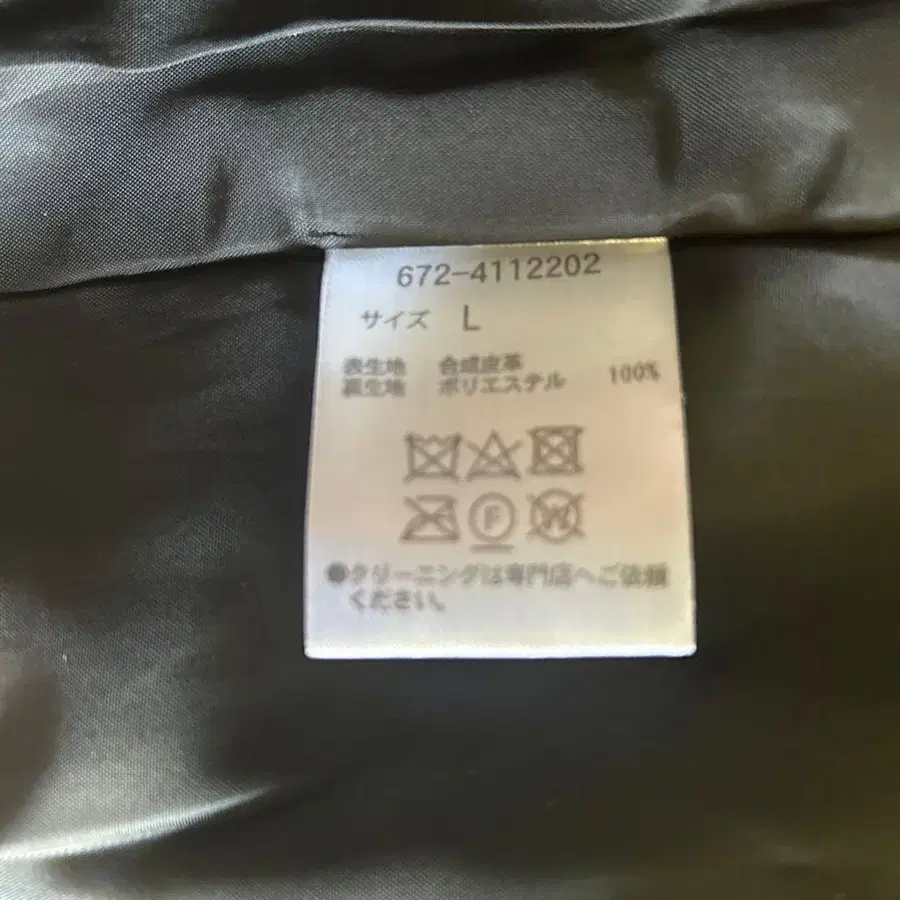 672-4112202
サイズ L
表生地 合成皮革
裏生地 ポリエステル 100%
F
W
●クリーニングは専門店へご依頼
ください。